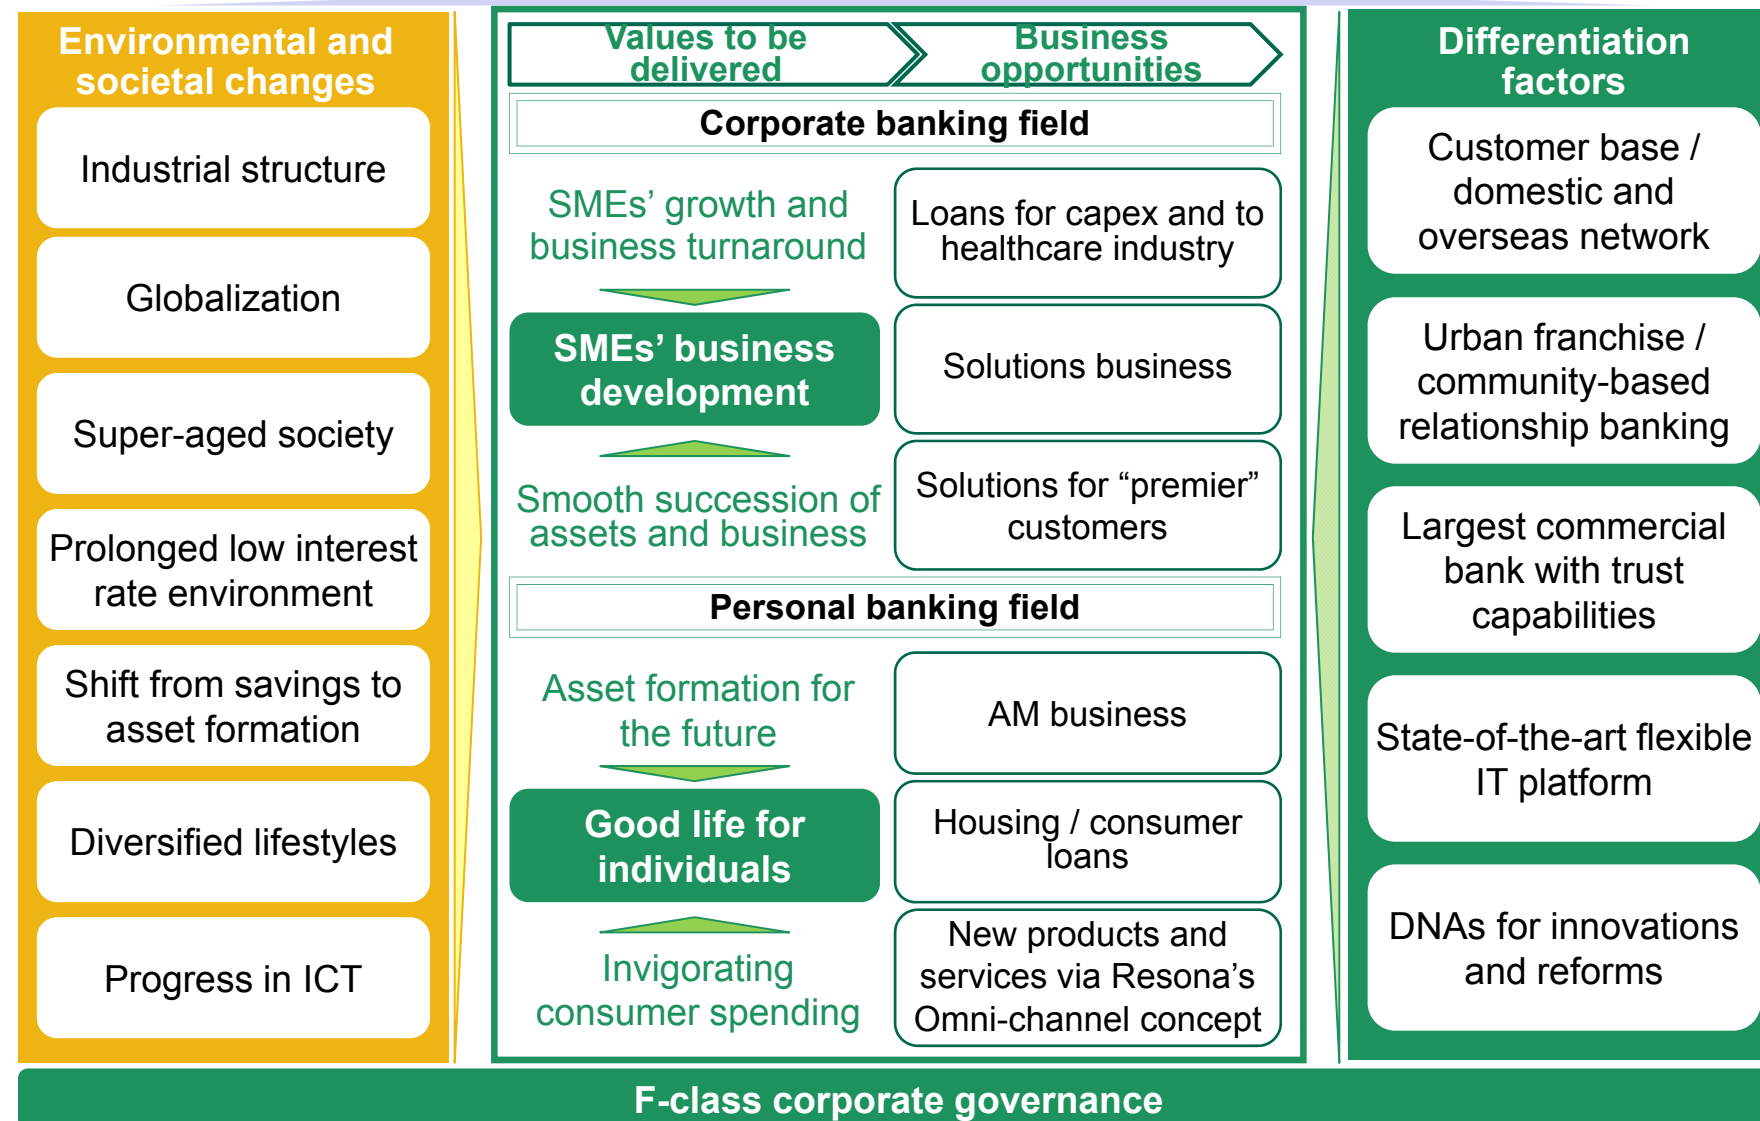 Environmental and
societal changes
Industrial structure
Globalization
Super-aged society
Prolonged low interest
rate environment
Shift from savings to
asset formation
Diversified lifestyles
Progress in ICT
Values to be
delivered
Business
opportunities
Corporate banking field
SMEs’ growth and
business turnaround
SMEs’ business
development
Smooth succession of
assets and business
Loans for capex and to
healthcare industry
Solutions business
Solutions for “premier”
customers
Personal banking field
Asset formation for
the future
Good life for
individuals
Invigorating
consumer spending
AM business
Housing / consumer
loans
New products and
services via Resona’s
Omni-channel concept
Differentiation
factors
Customer base /
domestic and
overseas network
Urban franchise /
community-based
relationship banking
Largest commercial
bank with trust
capabilities
State-of-the-art flexible
IT platform
DNAs for innovations
and reforms
F-class corporate governance